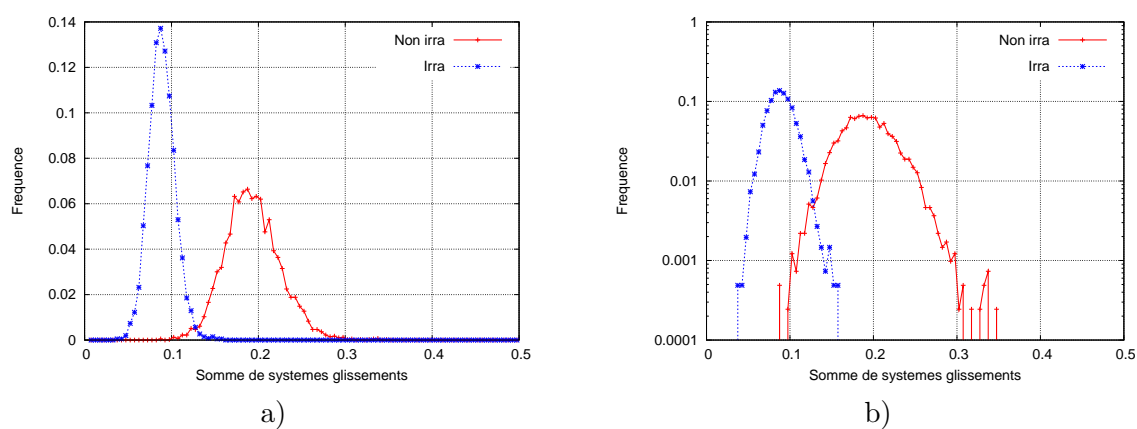 0.14
0.12
0.1
0.08
0.06
0.04
0.02
0
0 0.1 0.2 0.3 0.4 0.5
Frequence
Somme de systemes glissements
Non irra
Irra
a)
1
0.1
0.01
0.001
0.0001
0 0.1 0.2 0.3 0.4 0.5
Frequence
Somme de systemes glissements
Non irra
Irra
b)